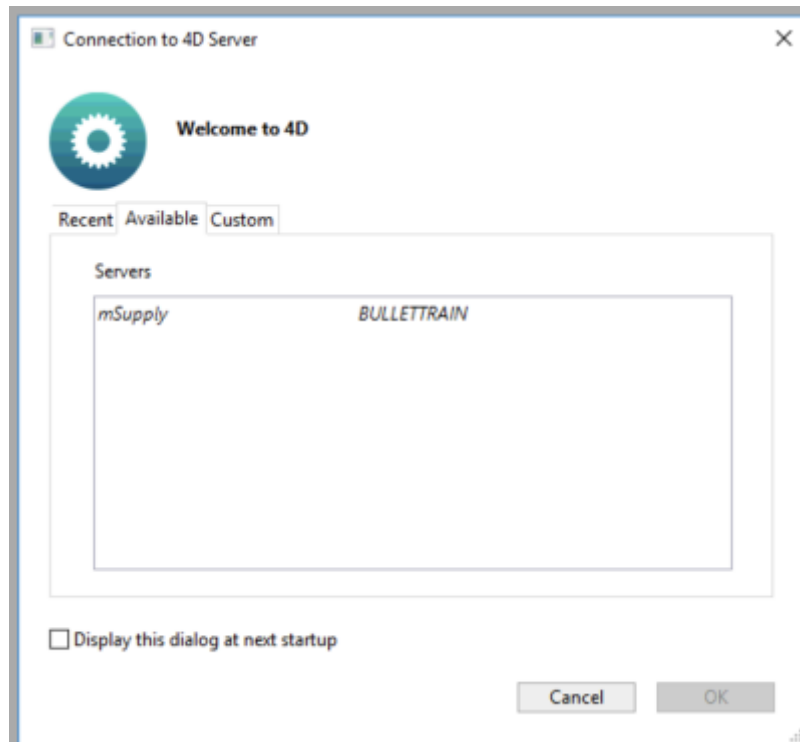 Connection to 4D Server
Welcome to 4D
Recent Available Custom
Servers
mSupply BULLETTRAIN
Display this dialog at next startup
Cancel OK